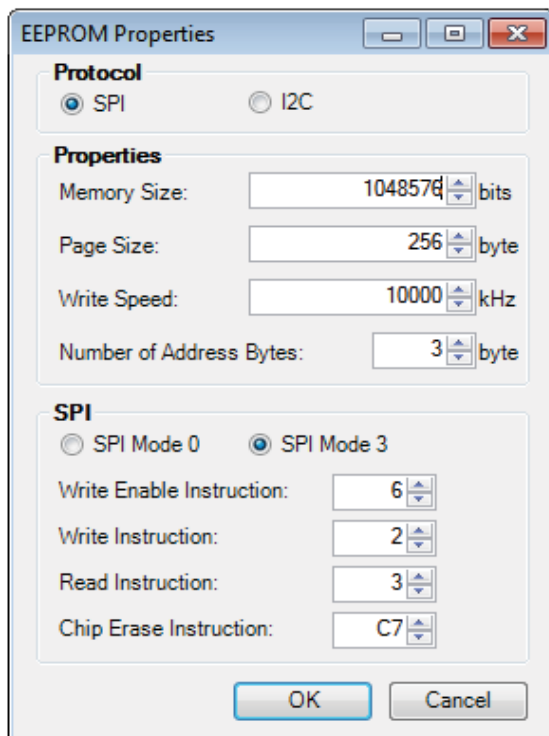 EEPROM Properties
Protocol
SPI I2C
Properties
Memory Size: 1048576 bits
Page Size: 256 byte
Write Speed: 10000 kHz
Number of Address Bytes: 3 byte
SPI
SPI Mode 0 SPI Mode 3
Write Enable Instruction: 6
Write Instruction: 2
Read Instruction: 3
Chip Erase Instruction: C7
OK Cancel